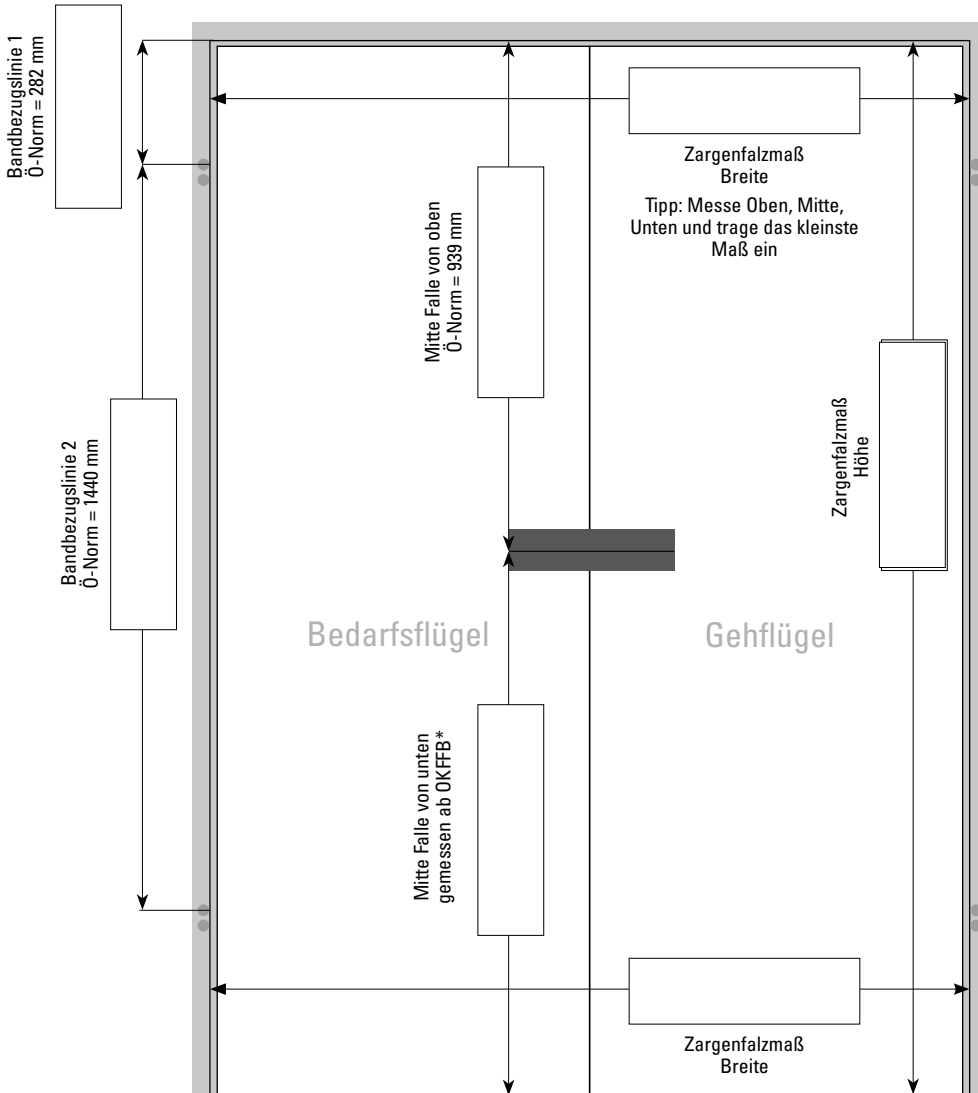 Bandbezugslinie 1
Ö-Norm = 282 mm
Zargenfalzmaß
Breite
Tipp: Messe Oben, Mitte,
Unten und trage das kleinste
Maß ein
Mitte Falle von oben
Ö-Norm = 939 mm
Zargenfalzmaß
Höhe
Bandbezugslinie 2
Ö-Norm = 1440 mm
Bedarfsflügel
Gehflügel
Mitte Falle von unten
gemessen ab OKFFB*
Zargenfalzmaß
Breite